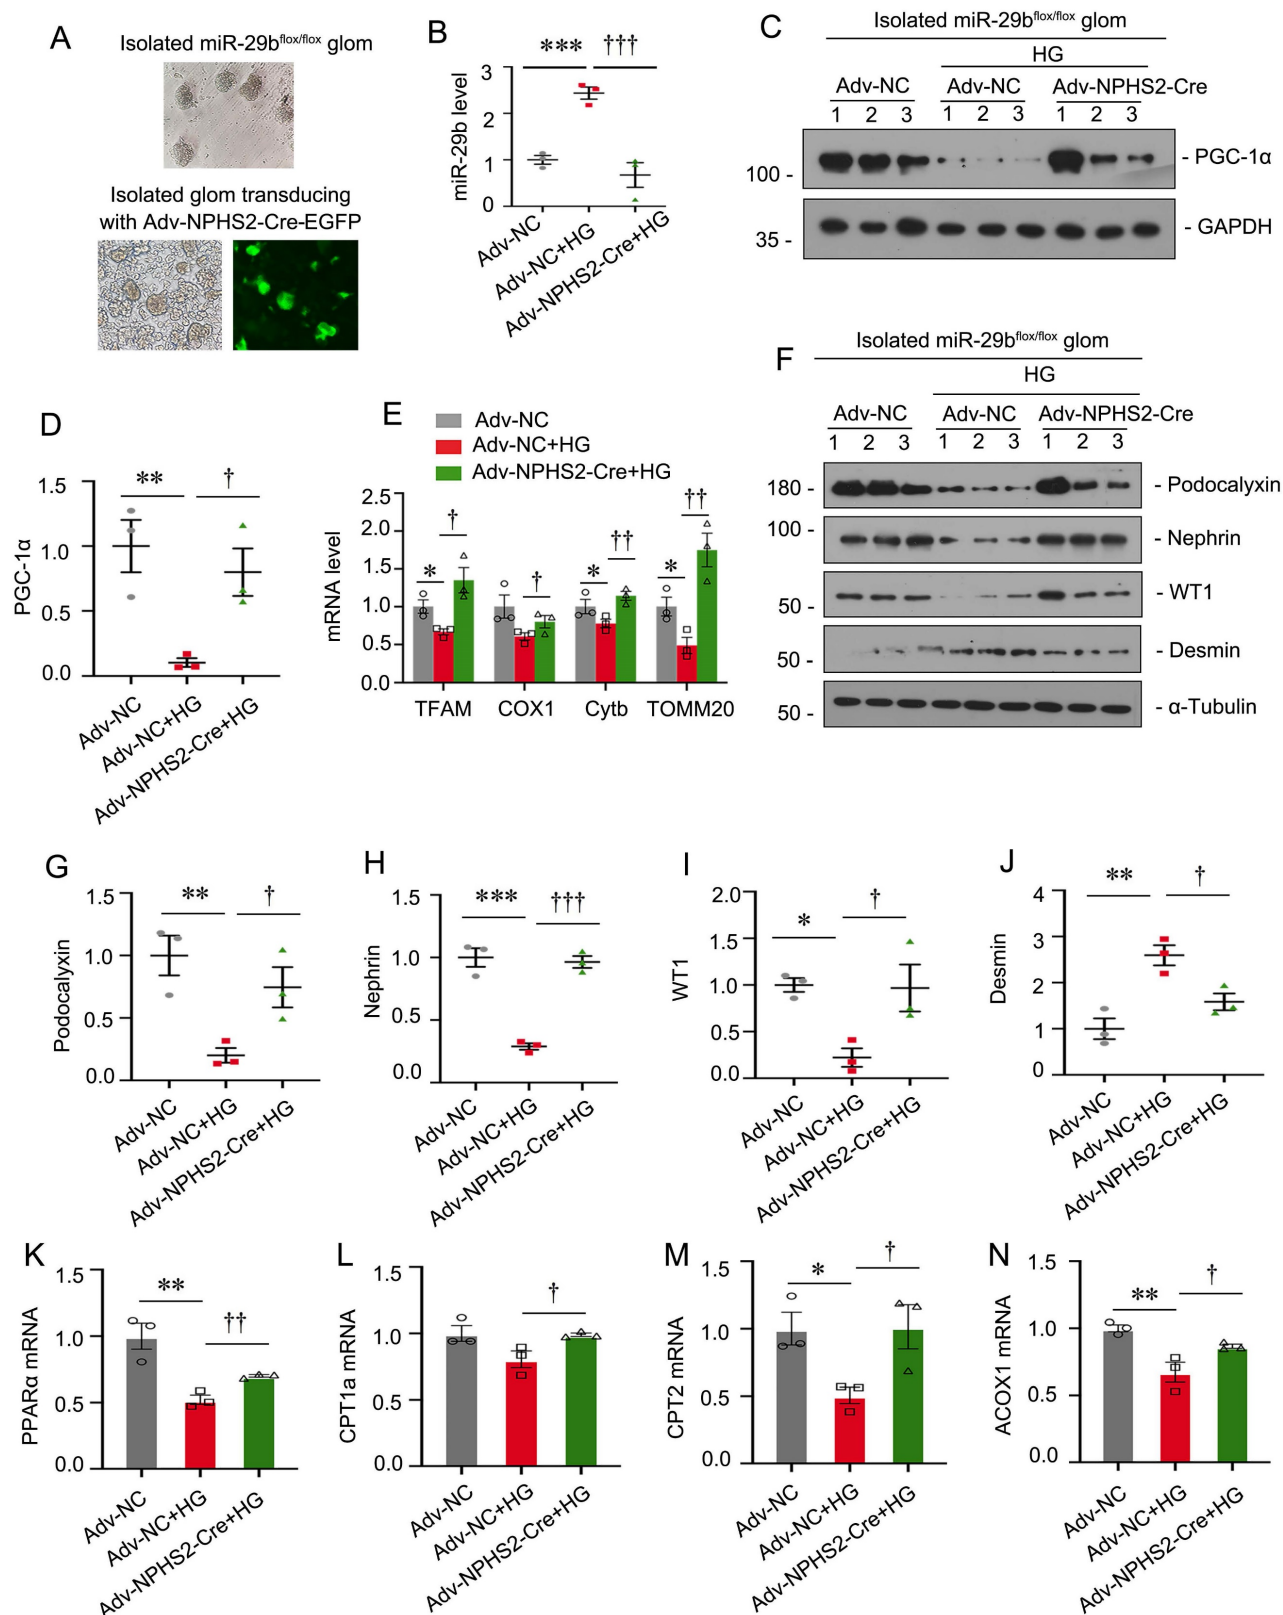 A
Isolated miR-29bflox/flox glom
Isolated glom transducing
with Adv-NPHS2-Cre-EGFP
B
*** †††
miR-29b level
3
2
1
0
Adv-NC
Adv-NC+HG
Adv-NPHS2-Cre+HG
C
Isolated miR-29bflox/flox glom
HG
Adv-NC Adv-NC Adv-NPHS2-Cre
1 2 3 1 2 3 1 2 3
100 - - PGC-1α
35 - - GAPDH
D
** †
PGC-1α
1.5
1.0
0.5
0.0
Adv-NC
Adv-NC+HG
Adv-NPHS2-Cre+HG
E
Adv-NC
Adv-NC+HG
Adv-NPHS2-Cre+HG
mRNA level
2.5
2.0
1.5
1.0
0.5
0.0
* † † * †† * ††
TFAM COX1 Cytb TOMM20
F
Isolated miR-29bflox/flox glom
HG
Adv-NC Adv-NC Adv-NPHS2-Cre
1 2 3 1 2 3 1 2 3
180 - - Podocalyxin
100 - - Nephrin
50 - - WT1
50 - - Desmin
50 - - α-Tubulin
G
** †
Podocalyxin
1.5
1.0
0.5
0.0
Adv-NC
Adv-NC+HG
Adv-NPHS2-Cre+HG
H
*** †††
Nephrin
1.5
1.0
0.5
0.0
Adv-NC
Adv-NC+HG
Adv-NPHS2-Cre+HG
I
* †
WT1
2.0
1.5
1.0
0.5
0.0
Adv-NC
Adv-NC+HG
Adv-NPHS2-Cre+HG
J
** †
Desmin
4
3
2
1
0
Adv-NC
Adv-NC+HG
Adv-NPHS2-Cre+HG
K
** ††
PPARα mRNA
1.5
1.0
0.5
0.0
Adv-NC
Adv-NC+HG
Adv-NPHS2-Cre+HG
L
†
CPT1a mRNA
1.5
1.0
0.5
0.0
Adv-NC
Adv-NC+HG
Adv-NPHS2-Cre+HG
M
* †
CPT2 mRNA
1.5
1.0
0.5
0.0
Adv-NC
Adv-NC+HG
Adv-NPHS2-Cre+HG
N
** †
ACOX1 mRNA
1.5
1.0
0.5
0.0
Adv-NC
Adv-NC+HG
Adv-NPHS2-Cre+HG